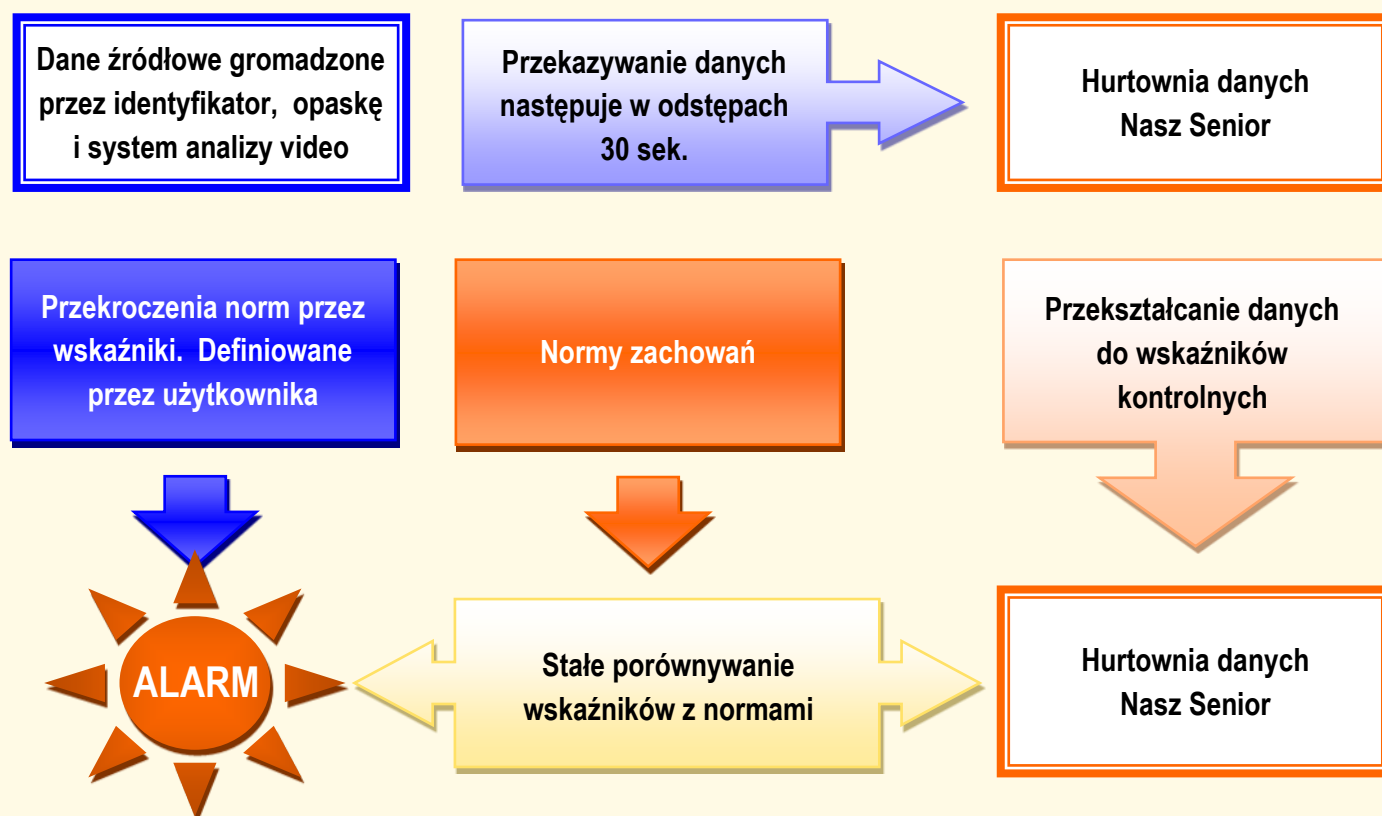 Dane źródłowe gromadzone
przez identyfikator, opaskę
i system analizy video
Przekazywanie danych
następuje w odstępach
30 sek.
Hurtownia danych
Nasz Senior
Przekroczenia norm przez
wskaźniki. Definiowane
przez użytkownika
Normy zachowań
Przekształcanie danych
do wskaźników
kontrolnych
ALARM
Stałe porównywanie
wskaźników z normami
Hurtownia danych
Nasz Senior